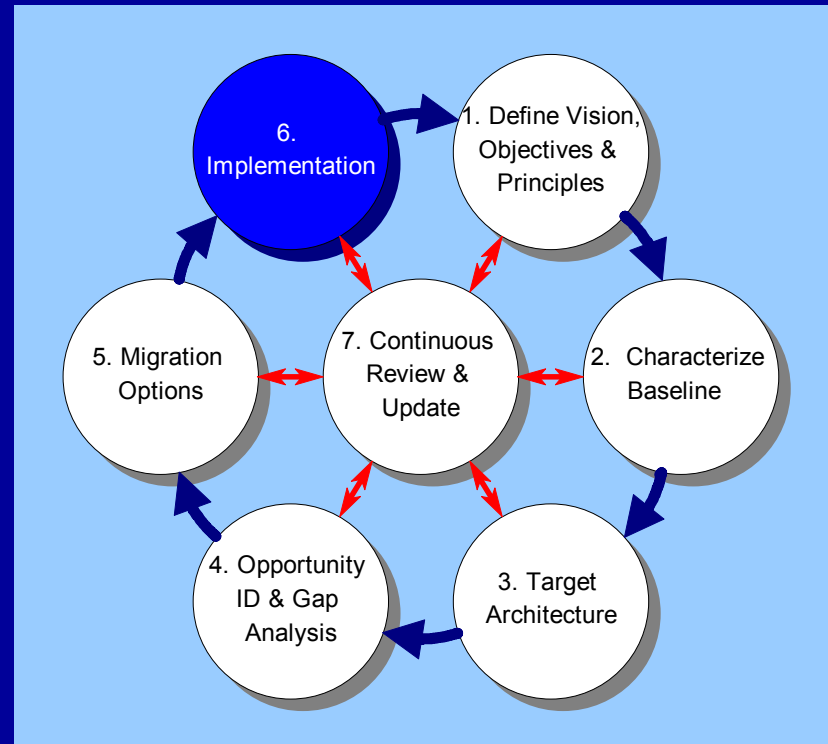 6.
Implementation
1. Define Vision,
Objectives &
Principles
5. Migration
Options
7. Continuous
Review &
Update
2. Characterize
Baseline
4. Opportunity
ID & Gap
Analysis
3. Target
Architecture